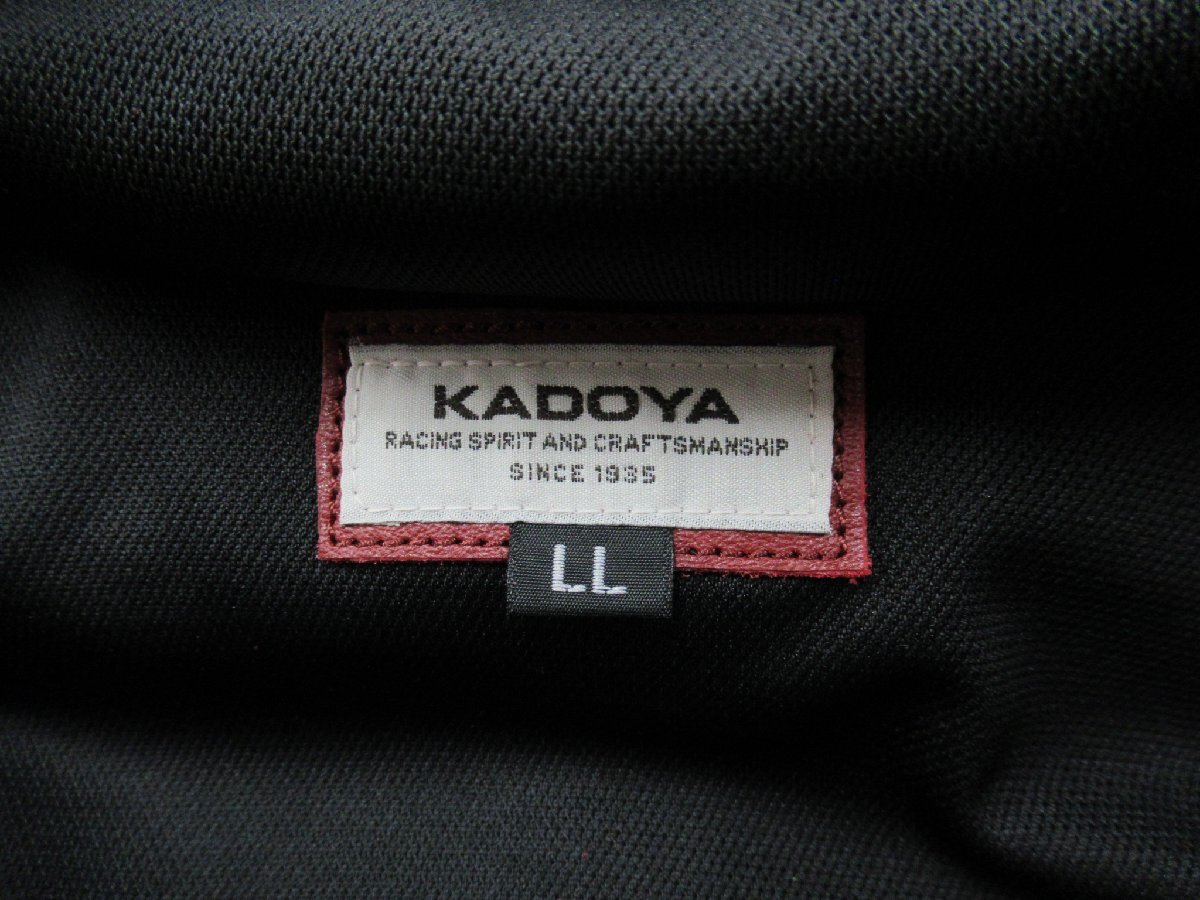 KADOYA
RACING SPIRIT AND CRAFTSMANSHIP
SINCE 1935
LL